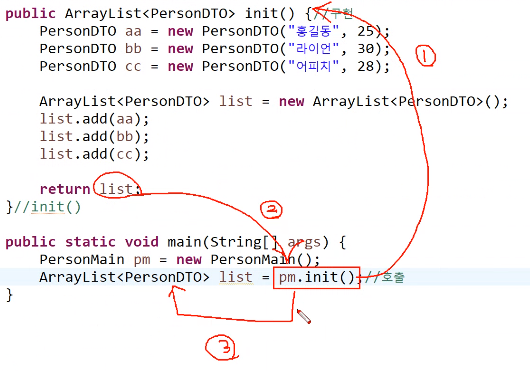 public ArrayList<PersonDTO> init() {//구현
PersonDTO aa = new PersonDTO("홍길동", 25);
PersonDTO bb = new PersonDTO("라이언", 30);
PersonDTO cc = new PersonDTO("어피치", 28);
ArrayList<PersonDTO> list = new ArrayList<PersonDTO>();
list.add(aa);
list.add(bb);
list.add(cc);
return list;
}//init()
public static void main(String[] args) {
PersonMain pm = new PersonMain();
ArrayList<PersonDTO> list = pm.init();//호출
}
①
②
③